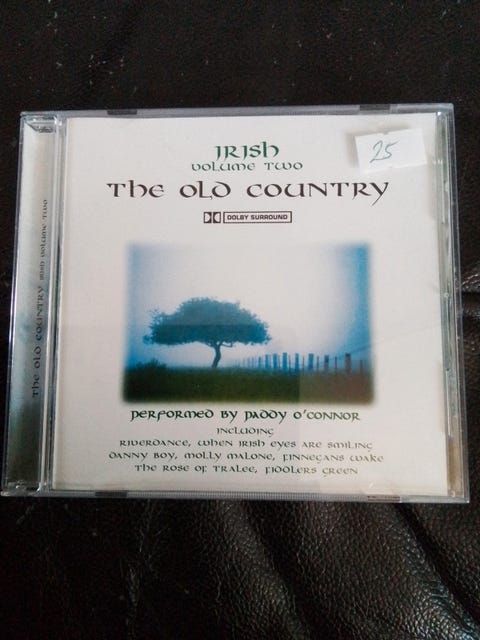 IRISH
VOLUME TWO
THE OLD COUNTRY
DOLBY SURROUND
PERFORMED BY PADDY O'CONNOR
INCLUDING
RIVERDANCE, WHEN IRISH EYES ARE SMILING
DANNY BOY, MOLLY MALONE, FINNEGANS WAKE
THE ROSE OF TRALEE, FIDDLERS GREEN
25
THE OLD COUNTRY IRISH VOLUME TWO